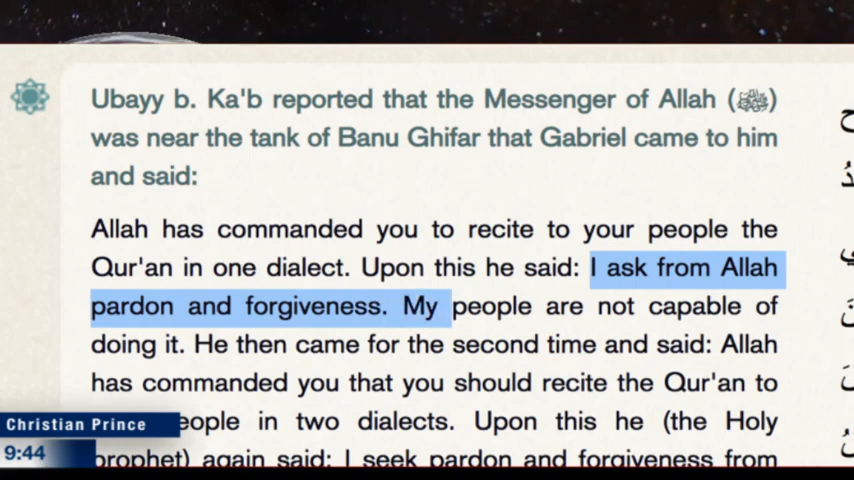 Ubayy b. Ka'b reported that the Messenger of Allah (ﷺ)
was near the tank of Banu Ghifar that Gabriel came to him
and said:
Allah has commanded you to recite to your people the
Qur'an in one dialect. Upon this he said: I ask from Allah
pardon and forgiveness. My people are not capable of
doing it. He then came for the second time and said: Allah
has commanded you that you should recite the Qur'an to
people in two dialects. Upon this he (the Holy
prophet) again said: I seek pardon and forgiveness from
Christian Prince
9:44